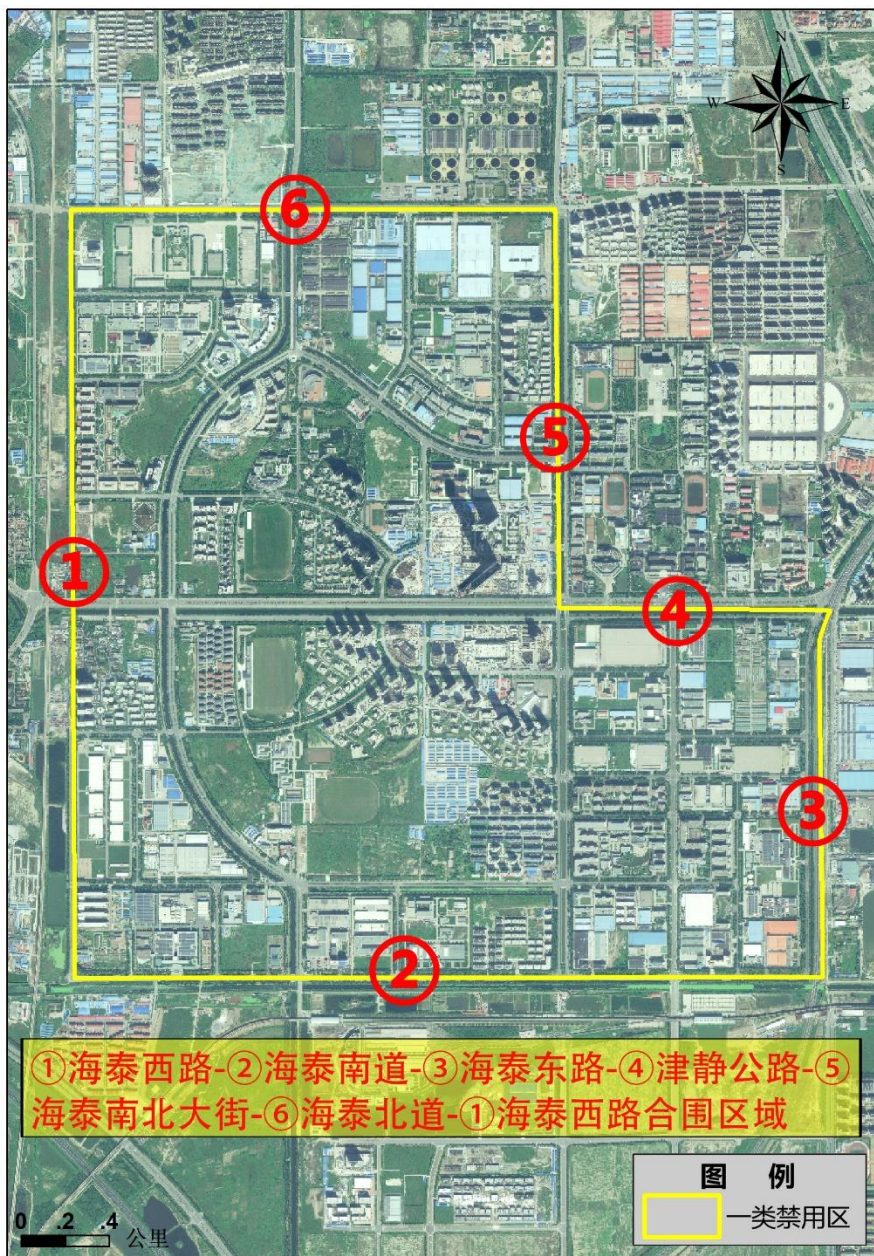 N
W
E
S
⑥
⑤
①
④
③
②
①海泰西路-②海泰南道-③海泰东路-④津静公路-⑤
海泰南北大街-⑥海泰北道-①海泰西路合围区域
图 例
一类禁用区
0 .2 .4
公里